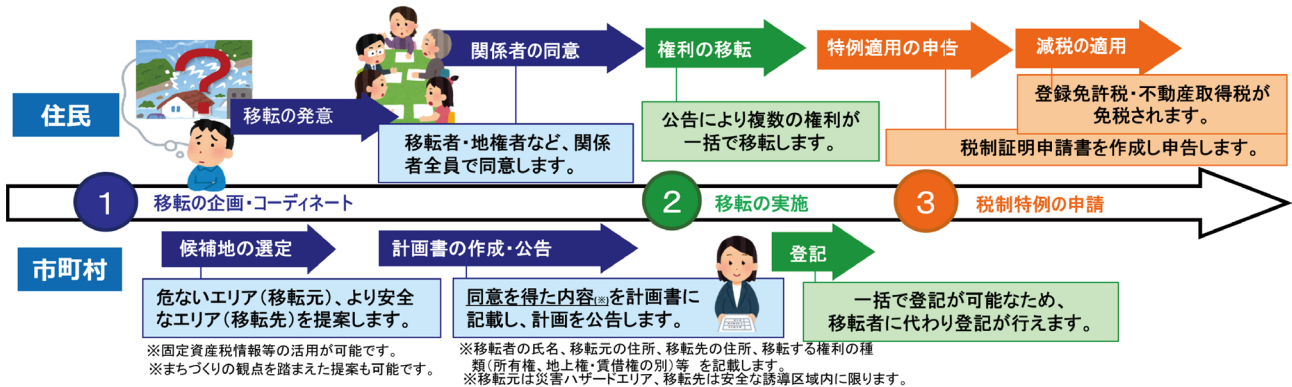 関係者の同意
権利の移転
特例適用の申告
減税の適用
住民
移転の発意
移転者・地権者など、関係
者全員で同意します。
公告により複数の権利が
一括で移転します。
登録免許税・不動産取得税が
免税されます。
税制証明申請書を作成し申告します。
1
移転の企画・コーディネート
2
移転の実施
3
税制特例の申請
市町村
候補地の選定
計画書の作成・公告
登記
危ないエリア(移転元)、より安全
なエリア(移転先)を提案します。
同意を得た内容(※)を計画書に
記載し、計画を公告します。
一括で登記が可能なため、
移転者に代わり登記が行えます。
※固定資産税情報等の活用が可能です。
※まちづくりの観点を踏まえた提案も可能です。
※移転者の氏名、移転元の住所、移転先の住所、移転する権利の種
類(所有権、地上権・賃借権の別)等 を記載します。
※移転元は災害ハザードエリア、移転先は安全な誘導区域内に限ります。